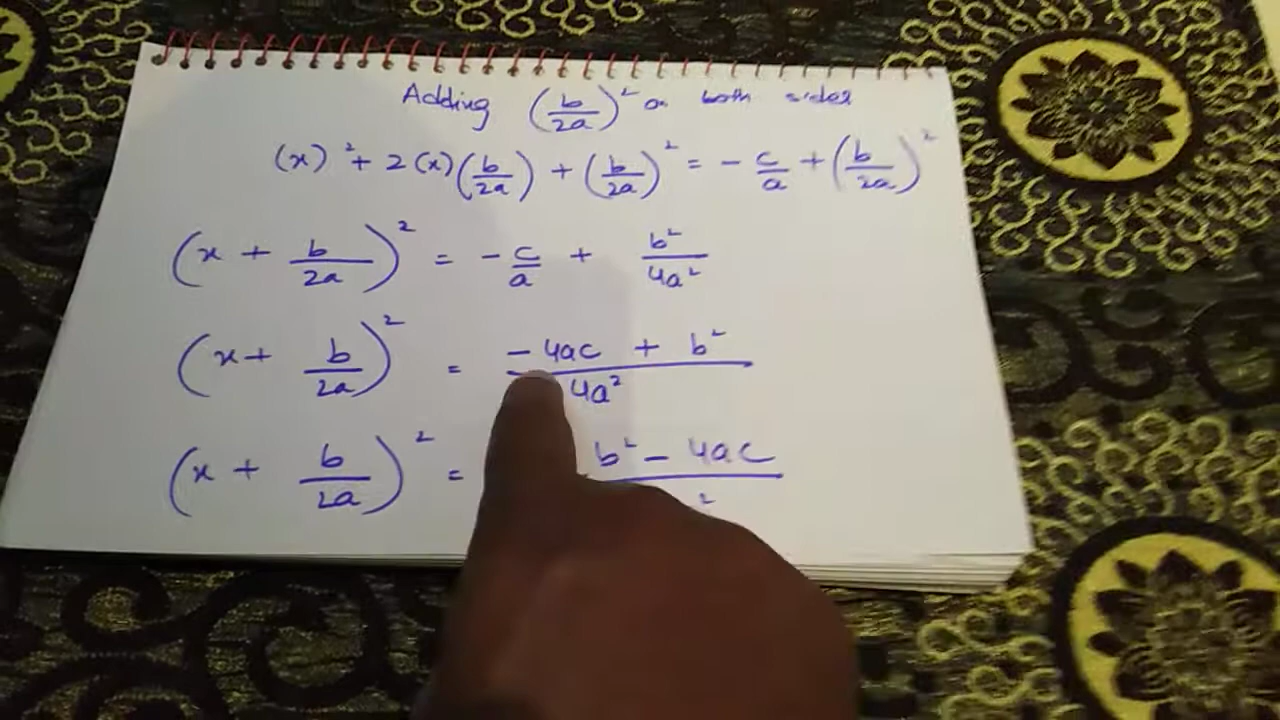 Adding (b/2a)² on both sides
(x)² + 2(x)(b/2a) + (b/2a)² = -c/a + (b/2a)²
(x + b/2a)² = -c/a + b²/4a²
(x + b/2a)² = -4ac + b²/4a²
(x + b/2a)² = b² - 4ac/ ²